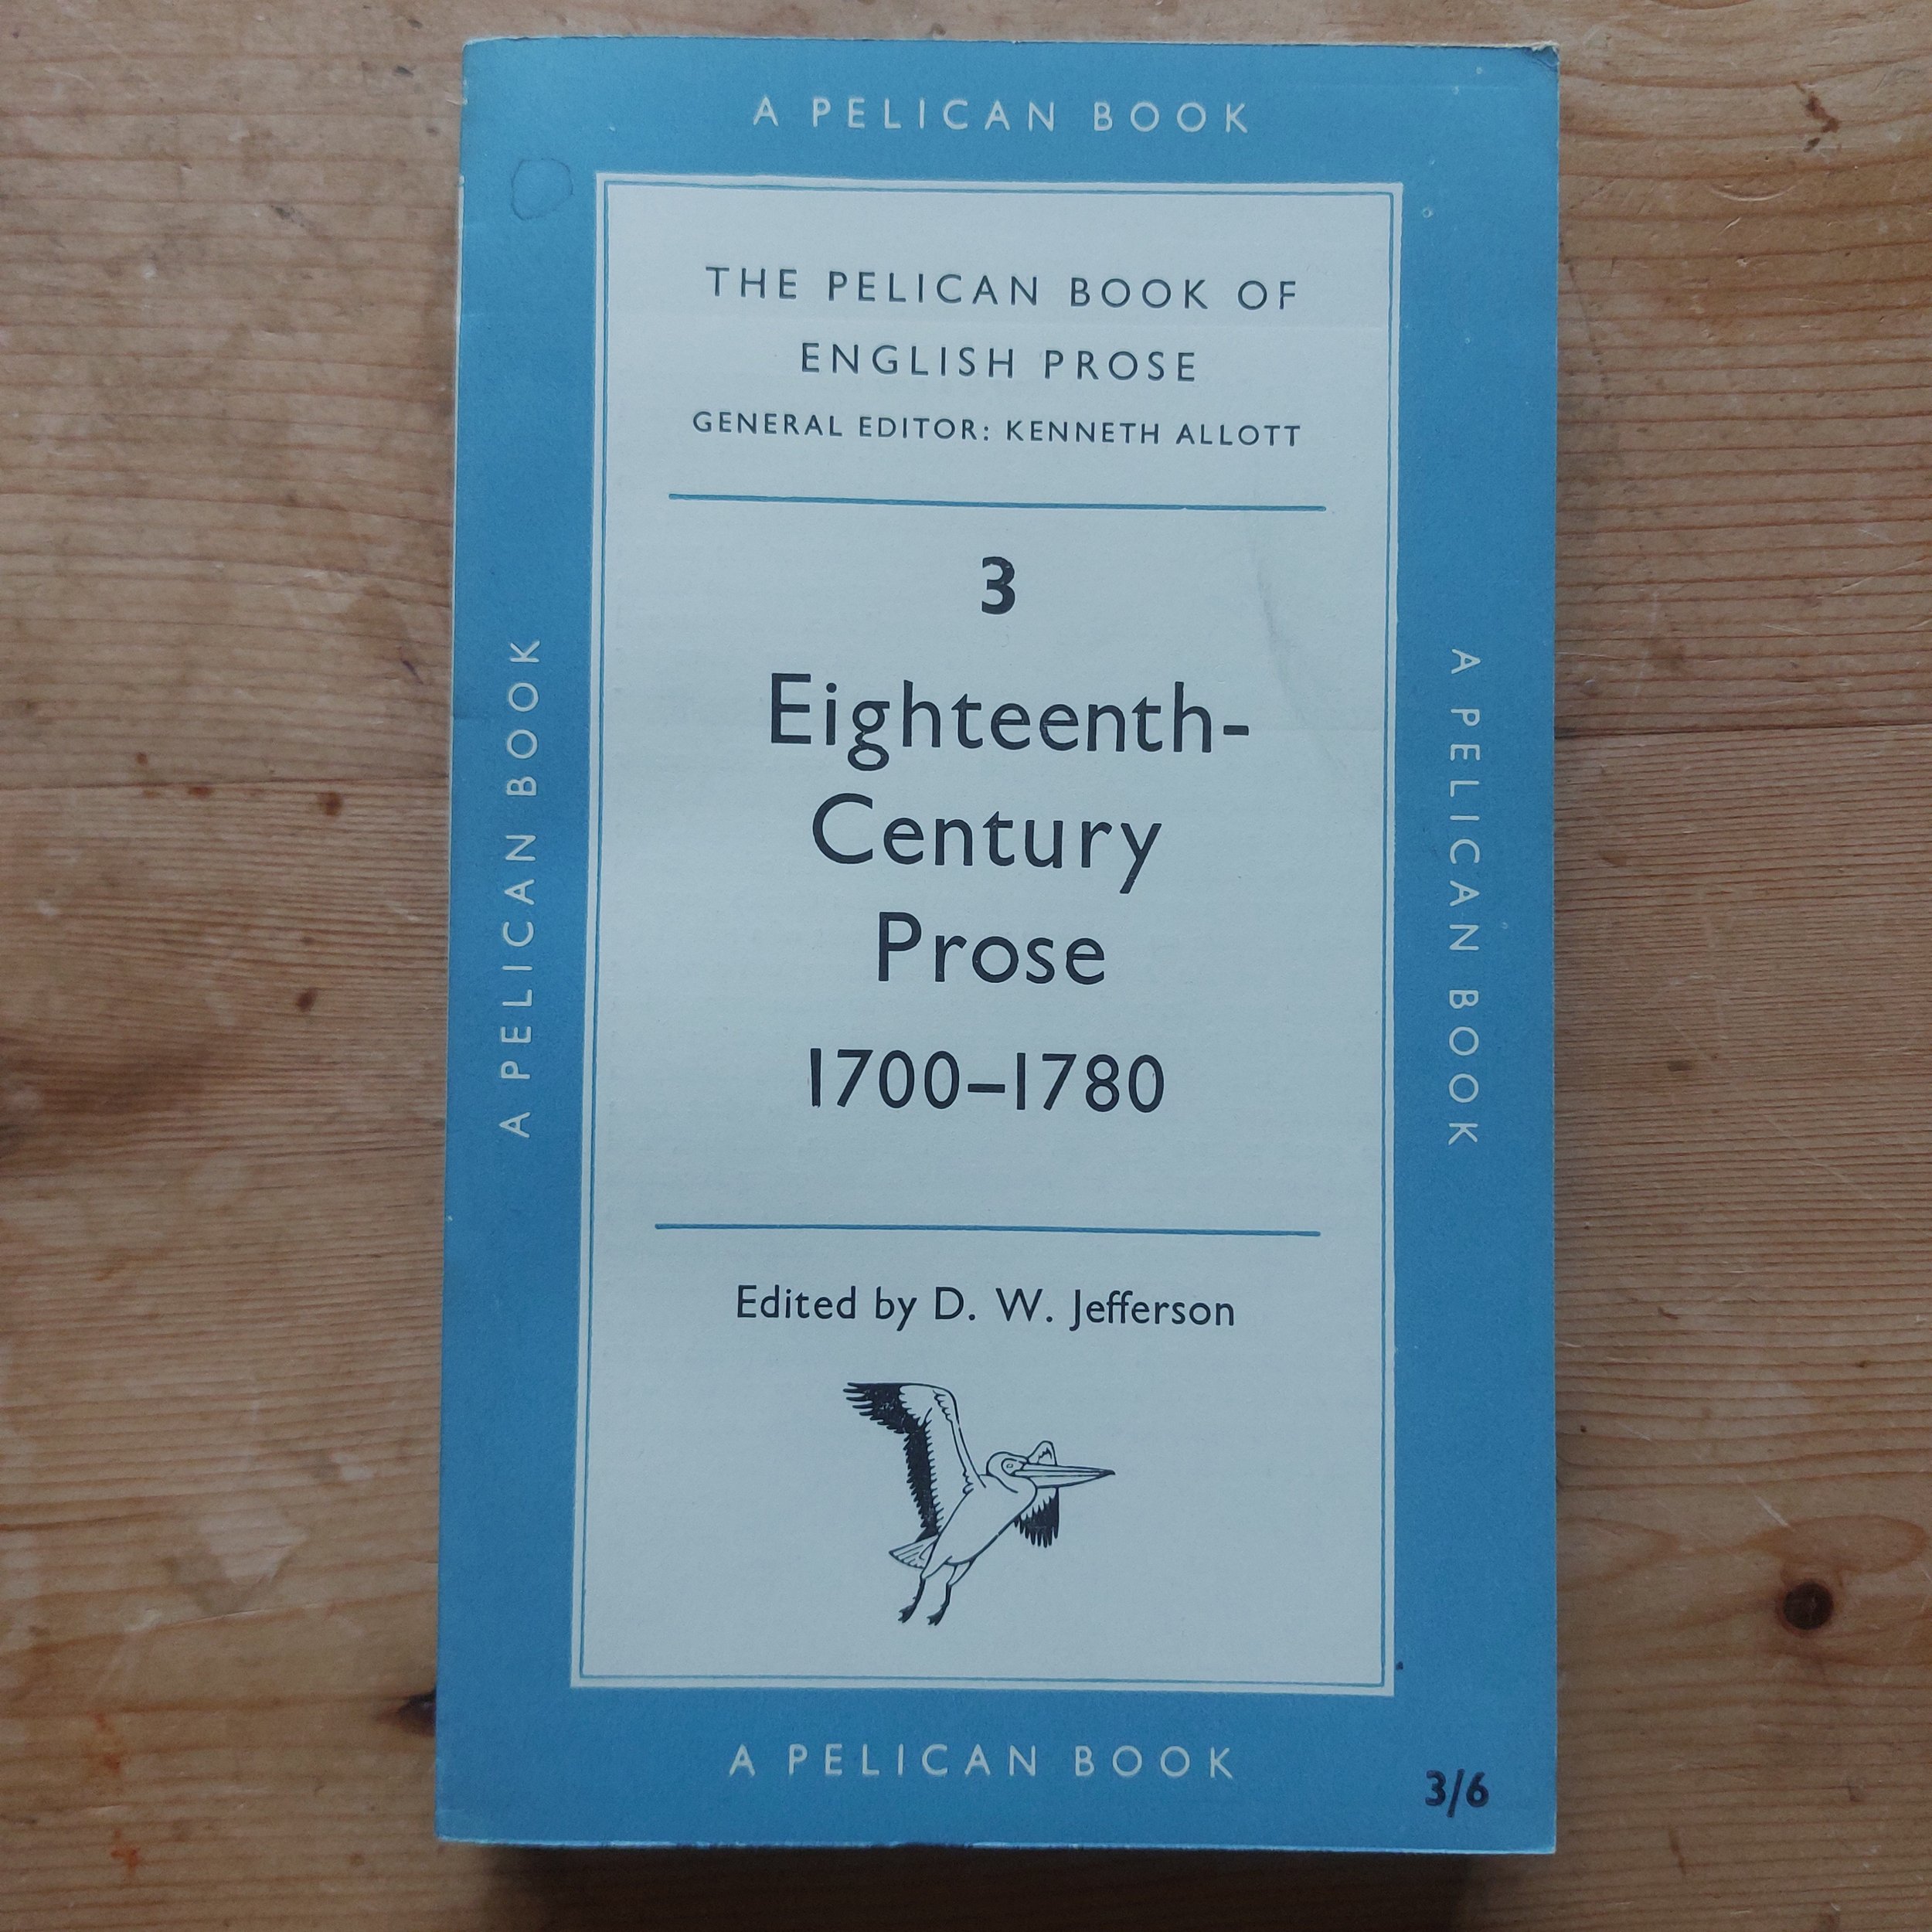 A PELICAN BOOK
THE PELICAN BOOK OF
ENGLISH PROSE
GENERAL EDITOR: KENNETH ALLOTT
3
Eighteenth-
Century
Prose
1700–1780
Edited by D. W. Jefferson
A PELICAN BOOK
A PELICAN BOOK
A PELICAN BOOK
3/6